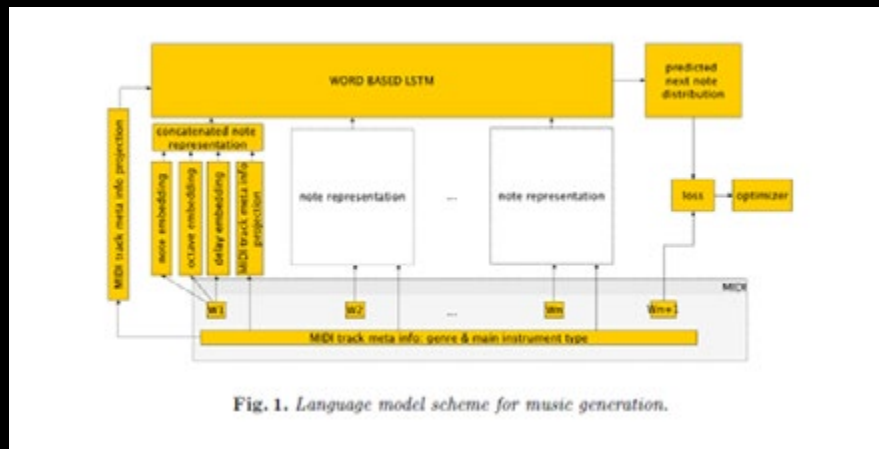 WORD BASED LSTM
predicted
next note
distribution
MIDI track meta info projection
concatenated note
representation
note embedding
octave embedding
delay embedding
MIDI track meta info
projection
note representation
...
note representation
loss
optimizer
MIDI
W1
W2
...
Wn
Wn+1
MIDI track meta info: genre & main instrument type
Fig. 1. Language model scheme for music generation.